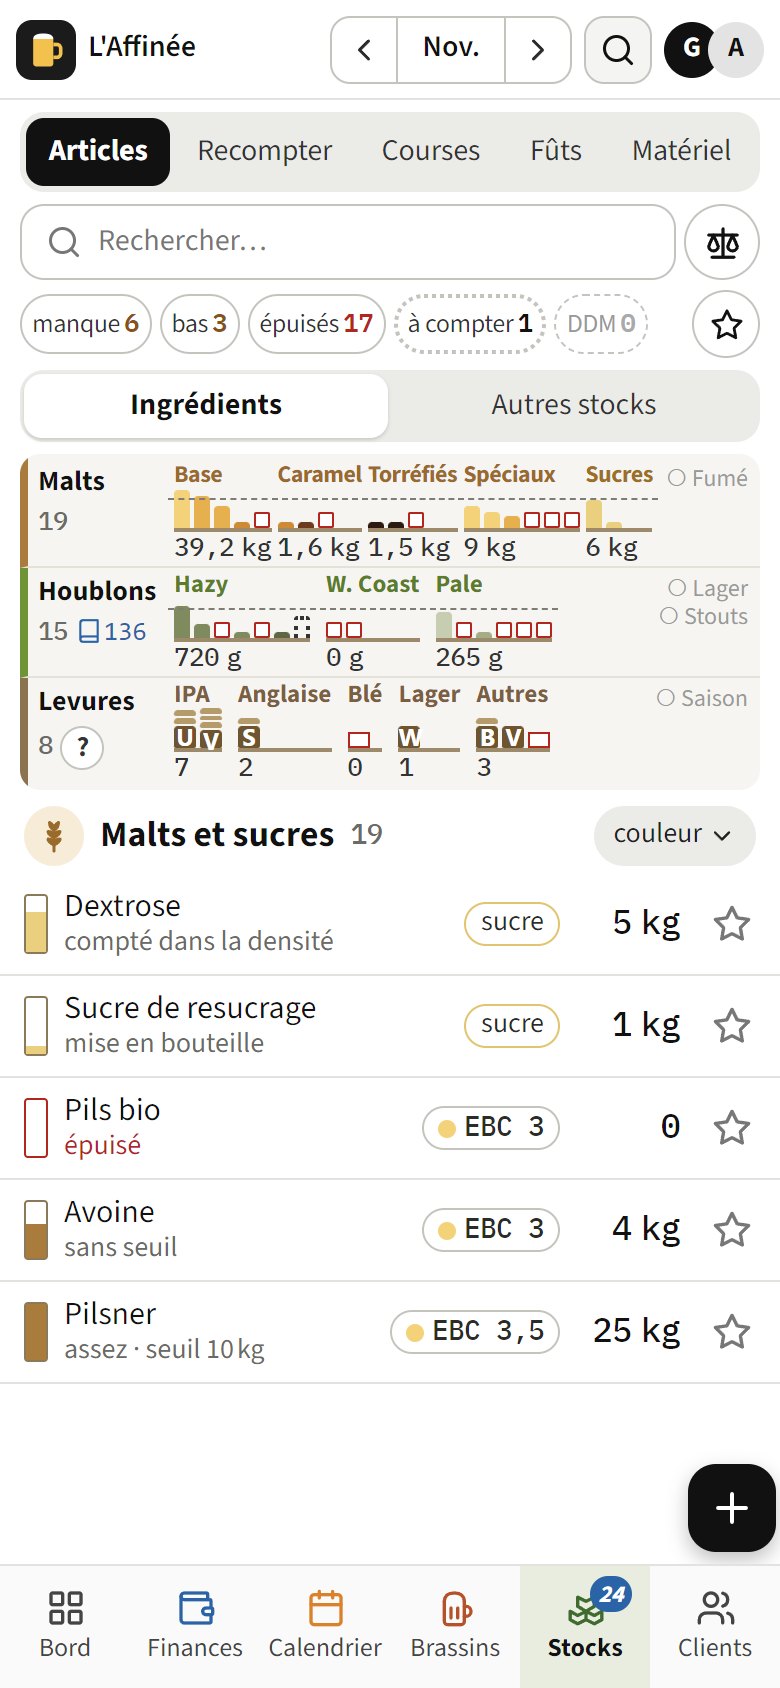 L'Affinée
Nov.
G A
Articles Recompter Courses Fûts Matériel
Rechercher…
manque 6 bas 3 épuisés 17 à compter 1 DDM 0
Ingrédients Autres stocks
Malts Base Caramel Torréfiés Spéciaux Sucres Fumé
19
39,2 kg 1,6 kg 1,5 kg 9 kg 6 kg
Houblons Hazy W. Coast Pale Lager
15 136 Stouts
720 g 0 g 265 g
Levures IPA Anglaise Blé Lager Autres Saison
8 ? U V S W B V
7 2 0 1 3
Malts et sucres 19 couleur
Dextrose sucre 5 kg
compté dans la densité
Sucre de resucrage sucre 1 kg
mise en bouteille
Pils bio EBC 3 0
épuisé
Avoine EBC 3 4 kg
sans seuil
Pilsner EBC 3,5 25 kg
assez · seuil 10 kg
24
Bord Finances Calendrier Brassins Stocks Clients